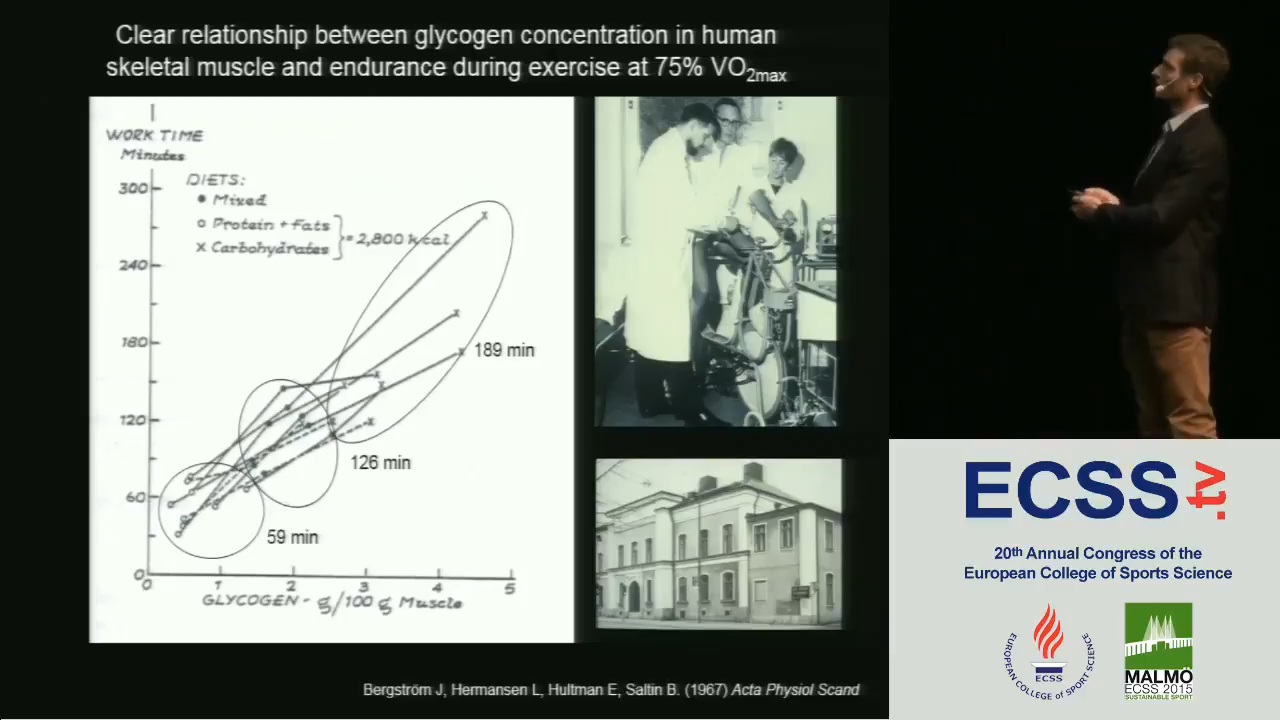 Clear relationship between glycogen concentration in human
skeletal muscle and endurance during exercise at 75% VO2max
WORK TIME
Minutes
DIETS:
• Mixed
o Protein + Fats
x Carbohydrates
= 2,800 kcal
300
240
180
120
60
0
0 1 2 3 4 5
GLYCOGEN - g/100 g Muscle
189 min
126 min
59 min
Bergström J, Hermansen L, Hultman E, Saltin B. (1967) Acta Physiol Scand
ECSS.tv
20th Annual Congress of the
European College of Sports Science
EUROPEAN COLLEGE OF SPORT SCIENCE
ECSS
MALMÖ
ECSS 2015
SUSTAINABLE SPORT